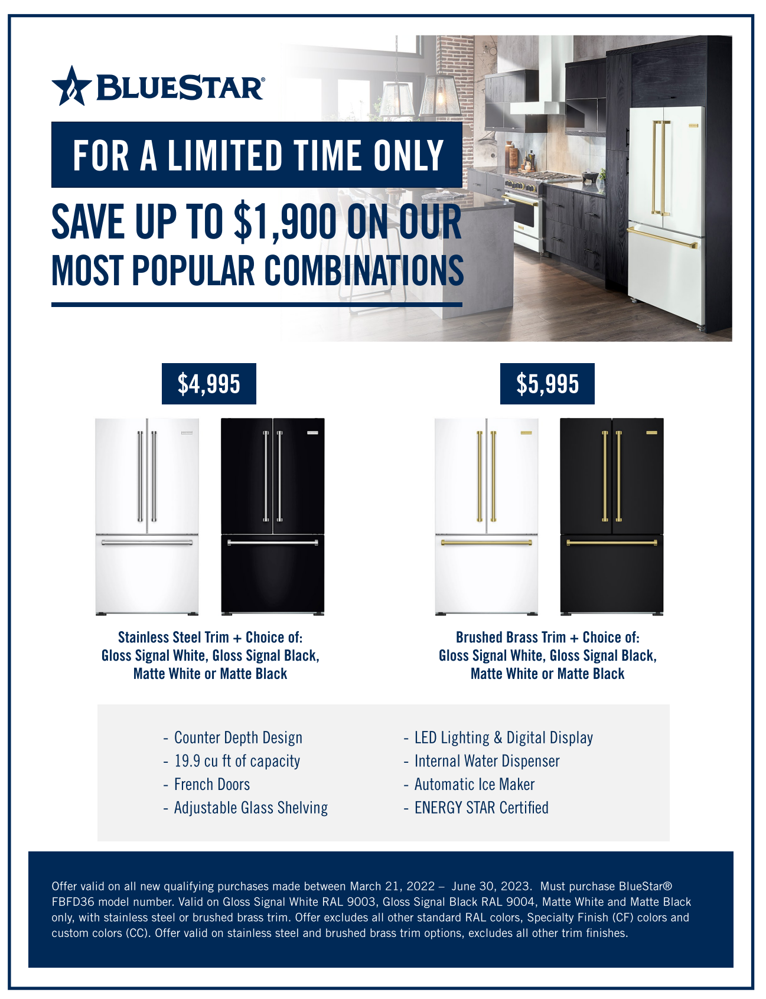 BLUESTAR®
FOR A LIMITED TIME ONLY
SAVE UP TO $1,900 ON OUR
MOST POPULAR COMBINATIONS
$4,995
Stainless Steel Trim + Choice of:
Gloss Signal White, Gloss Signal Black,
Matte White or Matte Black
$5,995
Brushed Brass Trim + Choice of:
Gloss Signal White, Gloss Signal Black,
Matte White or Matte Black
- Counter Depth Design
- 19.9 cu ft of capacity
- French Doors
- Adjustable Glass Shelving
- LED Lighting & Digital Display
- Internal Water Dispenser
- Automatic Ice Maker
- ENERGY STAR Certified
Offer valid on all new qualifying purchases made between March 21, 2022 – June 30, 2023. Must purchase BlueStar®
FBFD36 model number. Valid on Gloss Signal White RAL 9003, Gloss Signal Black RAL 9004, Matte White and Matte Black
only, with stainless steel or brushed brass trim. Offer excludes all other standard RAL colors, Specialty Finish (CF) colors and
custom colors (CC). Offer valid on stainless steel and brushed brass trim options, excludes all other trim finishes.